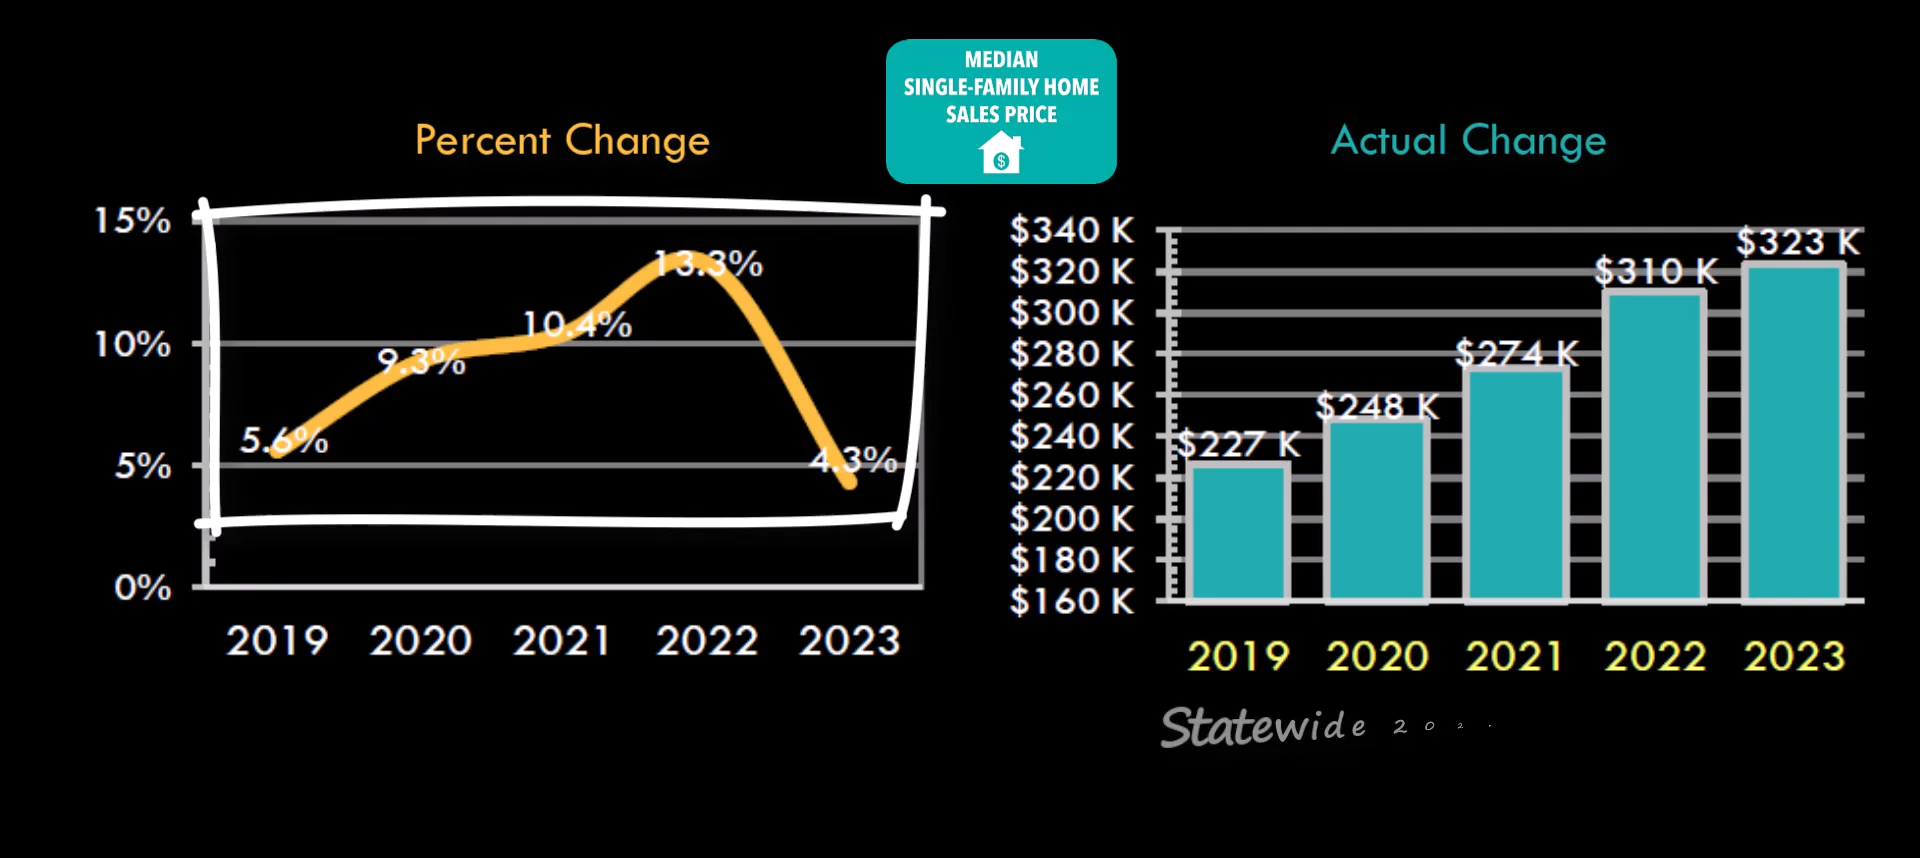 MEDIAN
SINGLE-FAMILY HOME
SALES PRICE
$
Percent Change
15%
10%
5%
0%
5.6%
9.3%
10.4%
13.3%
4.3%
2019 2020 2021 2022 2023
Actual Change
$340 K
$320 K
$300 K
$280 K
$260 K
$240 K
$220 K
$200 K
$180 K
$160 K
$227 K
$248 K
$274 K
$310 K
$323 K
2019 2020 2021 2022 2023
Statewide 202